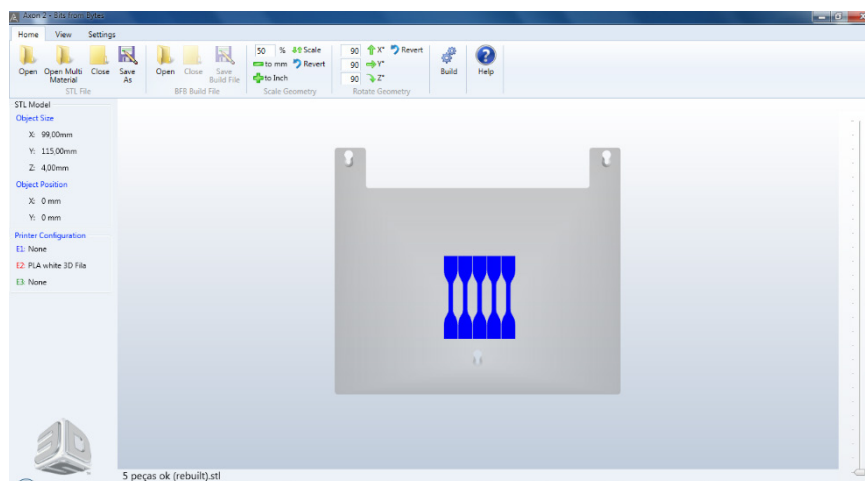 Axon 2 - Bits from Bytes
Home View Settings
50 % Scale 90 X° Revert
to mm Revert 90 Y°
to Inch 90 Z°
Open Open Multi Material Close Save As Open Close Save Build File Build Help
STL File BFB Build File Scale Geometry Rotate Geometry
STL Model
Object Size
X: 99,00mm
Y: 115,00mm
Z: 4,00mm
Object Position
X: 0 mm
Y: 0 mm
Printer Configuration
E1: None
E2: PLA white 3D Fila
E3: None
5 peças ok (rebuilt).stl